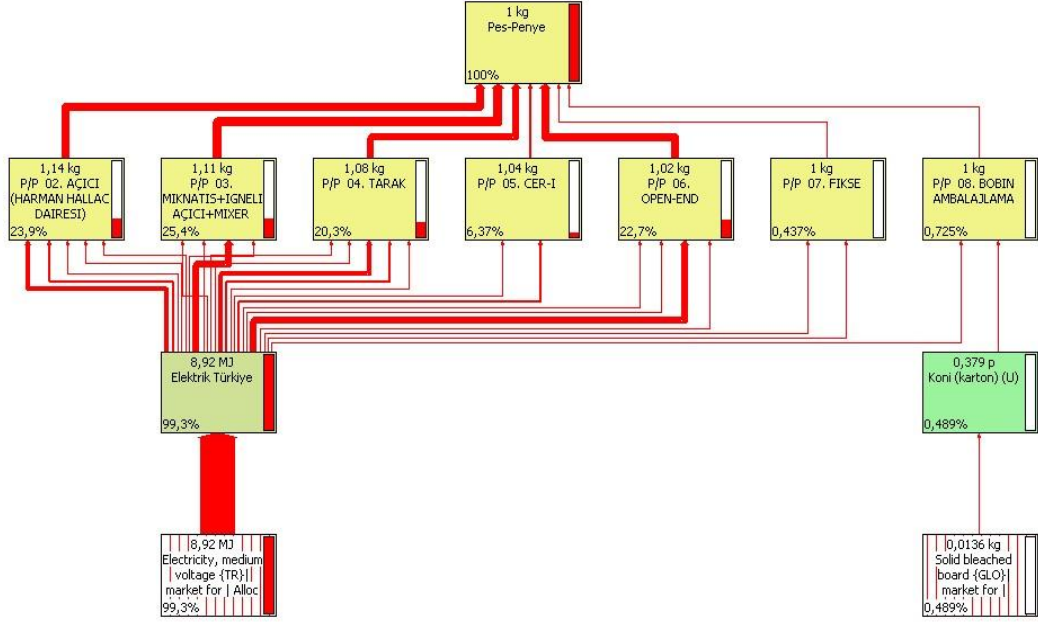 1 kg
Pes-Penye
100%
1,14 kg
P/P 02. AÇICI
(HARMAN HALLAC
DAIRESI)
23,9%
1,11 kg
P/P 03.
MIKNATIS+IGNELI
AÇICI+MIXER
25,4%
1,08 kg
P/P 04. TARAK
20,3%
1,04 kg
P/P 05. CER-I
6,37%
1,02 kg
P/P 06.
OPEN-END
22,7%
1 kg
P/P 07. FIKSE
0,437%
1 kg
P/P 08. BOBIN
AMBALAJLAMA
0,725%
8,92 MJ
Elektrik Türkiye
99,3%
0,379 p
Koni (karton) (U)
0,489%
8,92 MJ
Electricity, medium
voltage {TR}|
market for | Alloc
99,3%
0,0136 kg
Solid bleached
board {GLO}|
market for |
0,489%